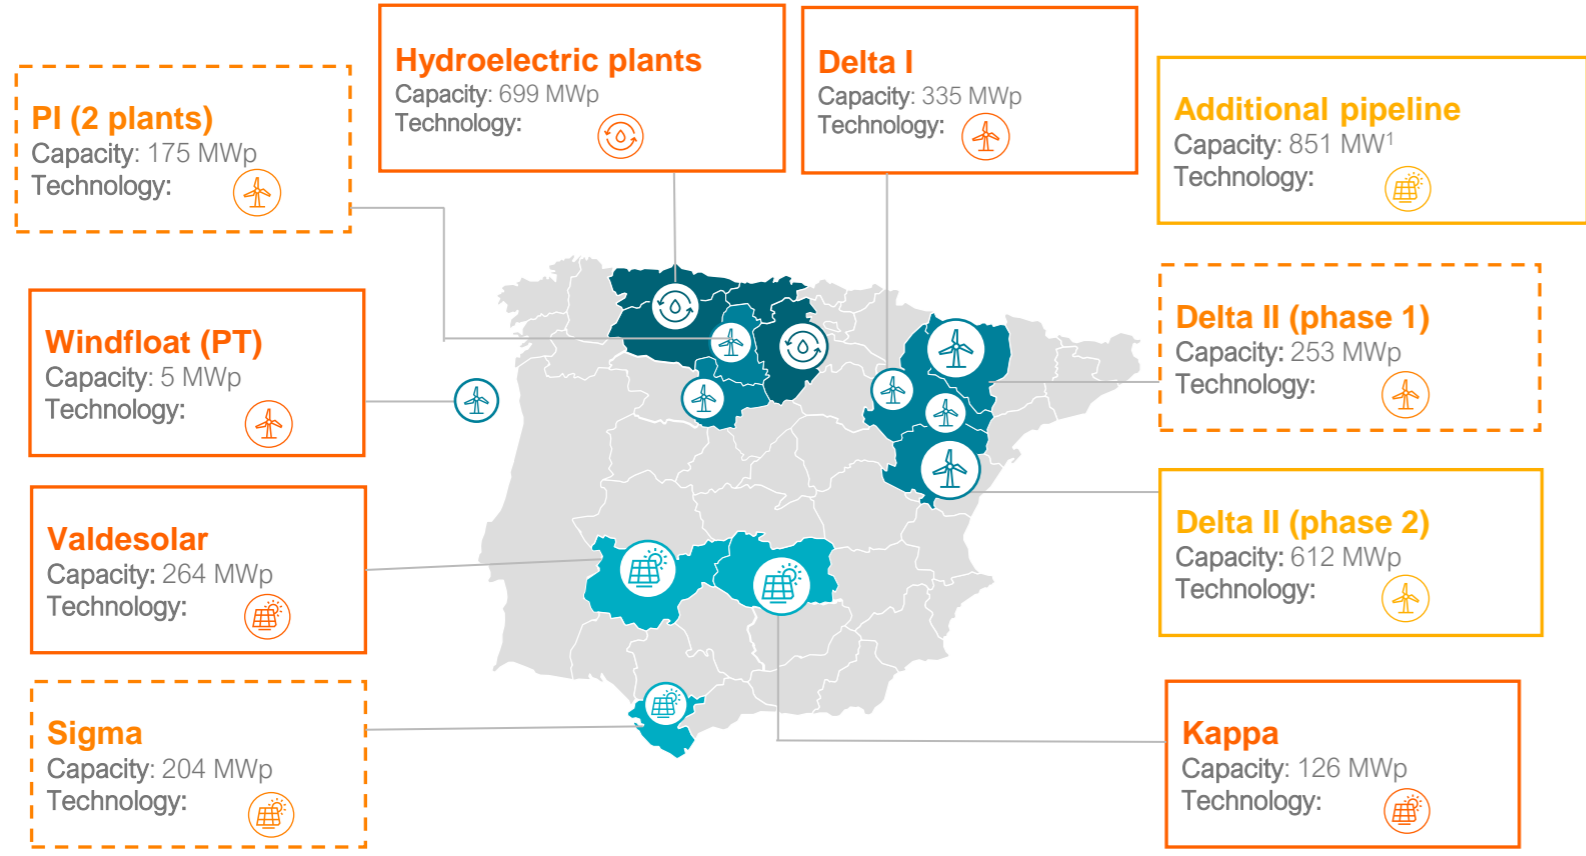 Hydroelectric plants
Capacity: 699 MWp
Technology:
Delta I
Capacity: 335 MWp
Technology:
PI (2 plants)
Capacity: 175 MWp
Technology:
Additional pipeline
Capacity: 851 MW¹
Technology:
Windfloat (PT)
Capacity: 5 MWp
Technology:
Delta II (phase 1)
Capacity: 253 MWp
Technology:
Valdesolar
Capacity: 264 MWp
Technology:
Delta II (phase 2)
Capacity: 612 MWp
Technology:
Sigma
Capacity: 204 MWp
Technology:
Kappa
Capacity: 126 MWp
Technology: